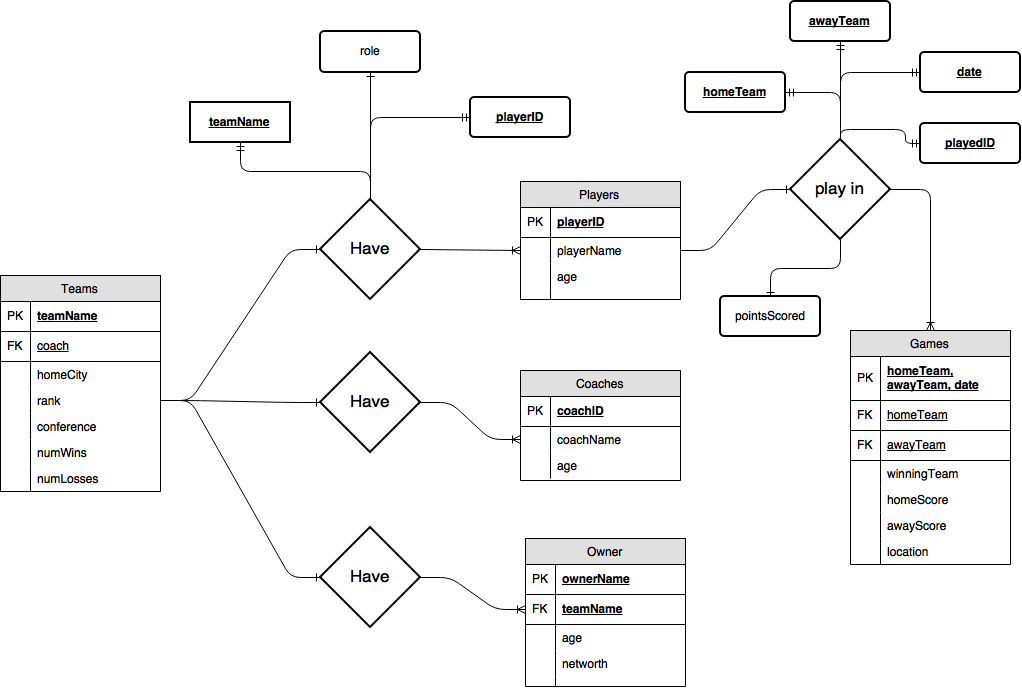 awayTeam
role
date
homeTeam
playerID
teamName
playedID
play in
Players
PK playerID
playerName
age
Have
Teams
PK teamName
FK coach
homeCity
rank
conference
numWins
numLosses
pointsScored
Games
PK homeTeam,
awayTeam, date
FK homeTeam
FK awayTeam
winningTeam
homeScore
awayScore
location
Have
Coaches
PK coachID
coachName
age
Have
Owner
PK ownerName
FK teamName
age
networth